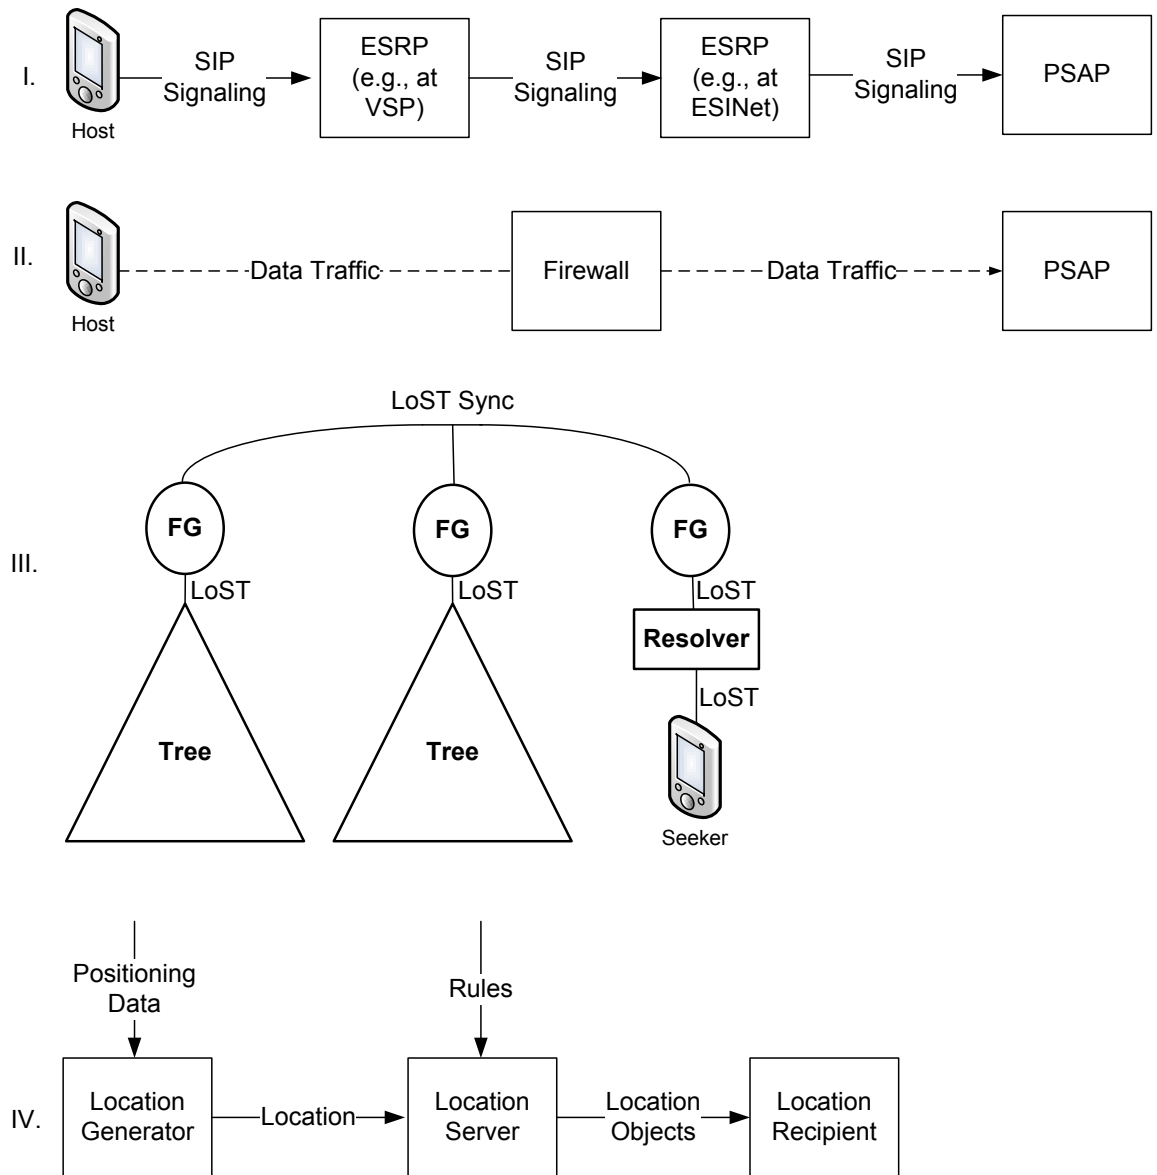 I.
Host
SIP
Signaling
ESRP
(e.g., at
VSP)
SIP
Signaling
ESRP
(e.g., at
ESINet)
SIP
Signaling
PSAP
II.
Host
Data Traffic
Firewall
Data Traffic
PSAP
III.
LoST Sync
FG
FG
FG
LoST
LoST
LoST
Resolver
LoST
Tree
Tree
Seeker
Positioning
Data
Rules
IV.
Location
Generator
Location
Location
Server
Location
Objects
Location
Recipient